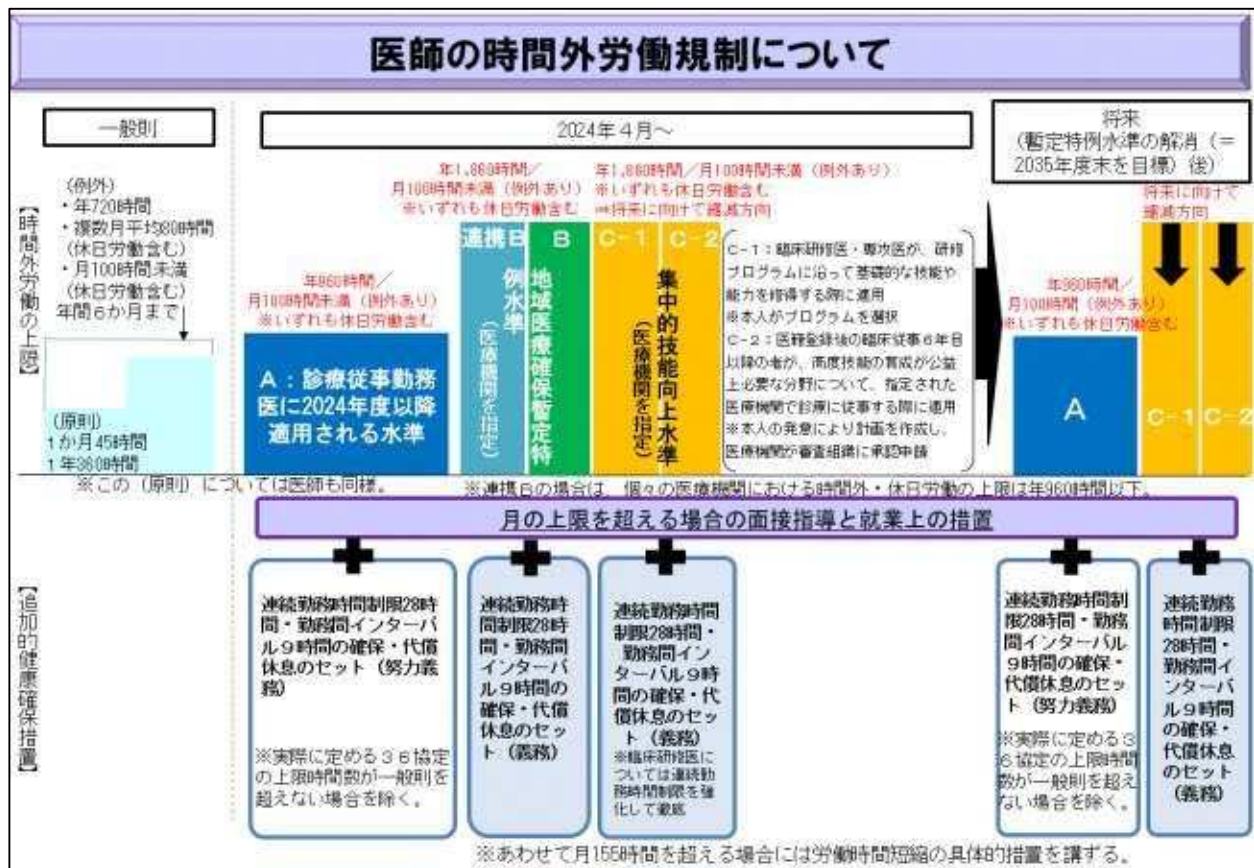 医師の時間外労働規制について
一般則
2024年4月～
将来
(暫定特例水準の解消(=
2035年度末を目標)後)
【時間外労働の上限】
(例外)
・年720時間
・複数月平均80時間
(休日労働含む)
・月100時間未満
(休日労働含む)
年間6か月まで
(原則)
1か月45時間
1年360時間
※この(原則)については医師も同様。
年960時間/
月100時間未満(例外あり)
※いずれも休日労働含む
A:診療従事勤務
医に2024年度以降
適用される水準
年1,860時間/
月100時間未満(例外あり)
※いずれも休日労働含む
連携B
B
地域医療確保暫定特
例水準
(医療機関を指定)
年1,860時間/月100時間未満(例外あり)
※いずれも休日労働含む
⇒将来に向けて縮減方向
C-1
C-2
集中的技能向上水準
(医療機関を指定)
C-1:臨床研修医・専攻医が、研修
プログラムに沿って基礎的な技能や
能力を修得する際に適用
※本人がプログラムを選択
C-2:医籍登録後の臨床従事6年目
以降の者が、高度技能の育成が公益
上必要な分野について、指定された
医療機関で診療に従事する際に適用
※本人の発意により計画を作成し、
医療機関が審査組織に承認申請
年960時間/
月100時間(例外あり)
※いずれも休日労働含む
A
将来に向けて
縮減方向
C-1
C-2
※連携Bの場合は、個々の医療機関における時間外・休日労働の上限は年960時間以下。
月の上限を超える場合の面接指導と就業上の措置
【追加的健康確保措置】
連続勤務時間制限28時
間・勤務間インターバ
ル9時間の確保・代償
休息のセット(努力義
務)
※実際に定める36協定
の上限時間数が一般則を
超えない場合を除く。
連続勤務時
間制限28時
間・勤務間
インターバ
ル9時間の
確保・代償
休息のセッ
ト(義務)
連続勤務時間
制限28時間・
勤務間インタ
ーバル9時
間の確保・代
償休息のセッ
ト(義務)
※臨床研修医に
ついては連続勤
務時間制限を強
化して徹底
連続勤務時間制
限28時間・勤務
間インターバル
9時間の確保・
代償休息のセッ
ト(努力義務)
※実際に定める3
6協定の上限時間
数が一般則を超え
ない場合を除く。
連続勤務
時間制限
28時間・勤
務間イン
ターバル9
時間の確
保・代償
休息の
セット
(義務)
※あわせて月155時間を超える場合には労働時間短縮の具体的措置を講ずる。